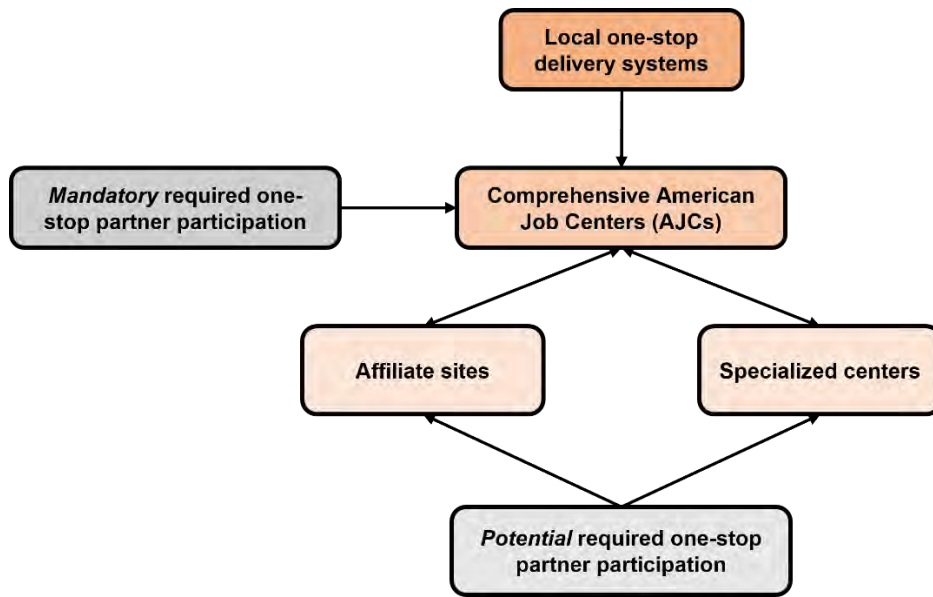 Local one-stop
delivery systems
Mandatory required one-
stop partner participation
Comprehensive American
Job Centers (AJCs)
Affiliate sites
Specialized centers
Potential required one-stop
partner participation